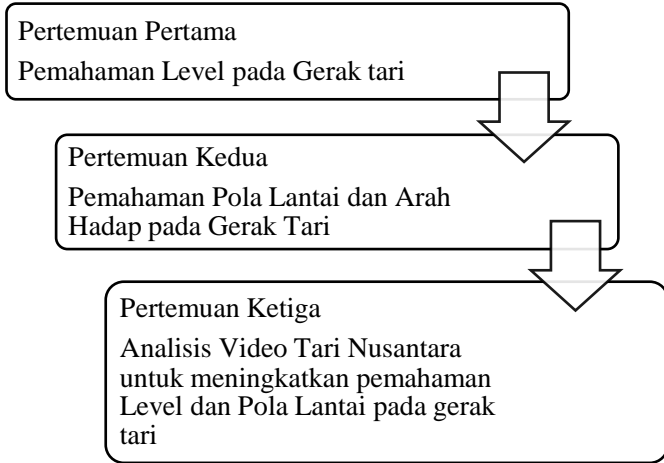 Pertemuan Pertama
Pemahaman Level pada Gerak tari
Pertemuan Kedua
Pemahaman Pola Lantai dan Arah
Hadap pada Gerak Tari
Pertemuan Ketiga
Analisis Video Tari Nusantara
untuk meningkatkan pemahaman
Level dan Pola Lantai pada gerak
tari